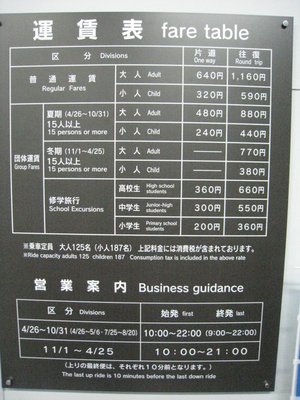 運賃表 fare table
区 分 Divisions 片道 One way 往復 Round trip
普通運賃 Regular Fares 大人 Adult 640円 1,160円
小人 Child 320円 590円
団体運賃 Group Fares
夏期 (4/26~10/31) 15人以上 15 persons or more 大人 Adult 480円 880円
小人 Child 240円 440円
冬期 (11/1~4/25) 15人以上 15 persons or more 大人 Adult — 770円
小人 Child — 380円
修学旅行 School Excursions 高校生 High school students 360円 660円
中学生 Junior-high students 300円 550円
小学生 Primary school students 200円 360円
※乗車定員 大人125名(小人187名) 上記料金には消費税が含まれております。
※Ride capacity adults 125 children 187 Consumption tax is included in the above rate
営業案内 Business guidance
区 分 Divisions 始発 first 終発 last
4/26~10/31 (4/26~5/6・7/25~8/20) 10:00~22:00 (9:00~22:00)
11/1~4/25 10:00~21:00
(上りの最終便は、それぞれ10分前となります。)
The last up ride is 10 minutes before the last down ride